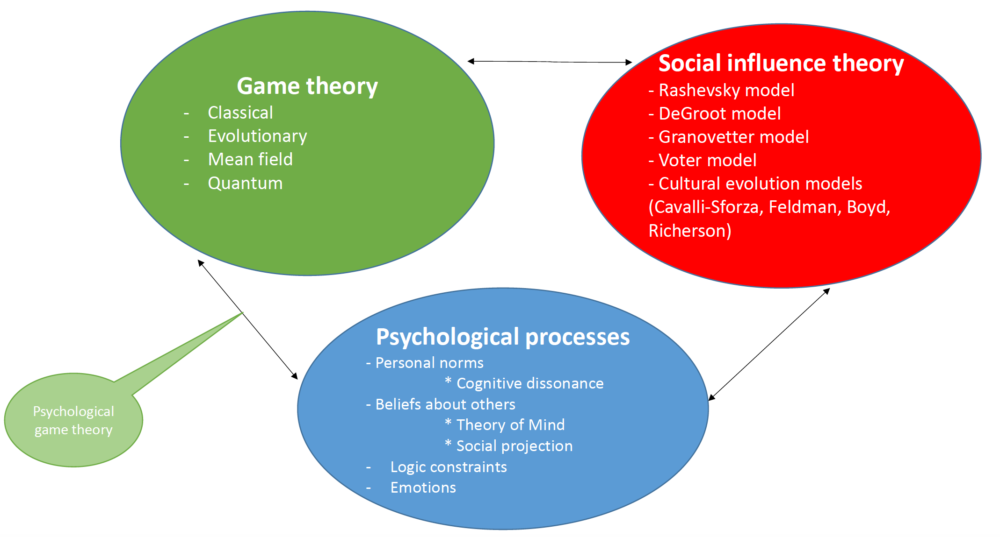 Game theory
- Classical
- Evolutionary
- Mean field
- Quantum
Social influence theory
- Rashevsky model
- DeGroot model
- Granovetter model
- Voter model
- Cultural evolution models
(Cavalli-Sforza, Feldman, Boyd,
Richerson)
Psychological processes
- Personal norms
* Cognitive dissonance
- Beliefs about others
* Theory of Mind
* Social projection
- Logic constraints
- Emotions
Psychological
game theory